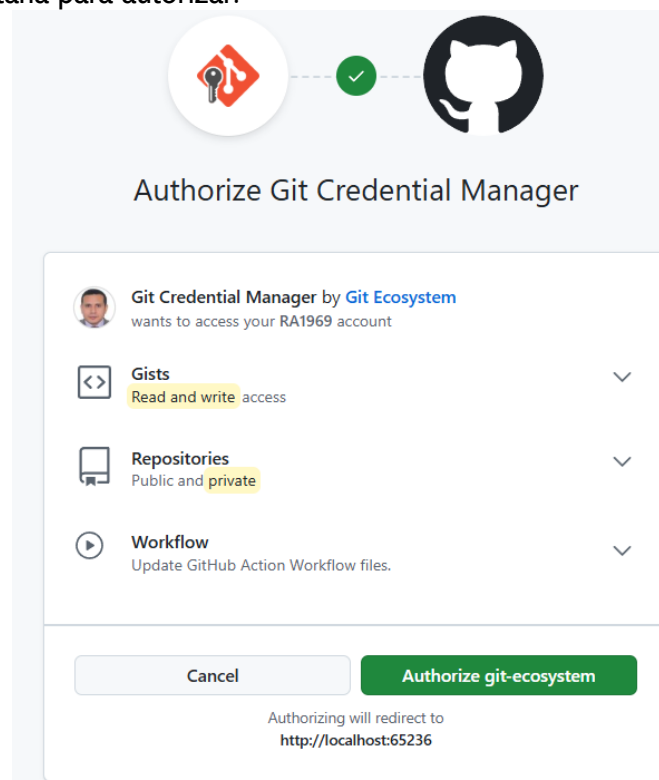 para autorizar.
Authorize Git Credential Manager
Git Credential Manager by Git Ecosystem
wants to access your RA1969 account
Gists
Read and write access
Repositories
Public and private
Workflow
Update GitHub Action Workflow files.
Cancel
Authorize git-ecosystem
Authorizing will redirect to
http://localhost:65236